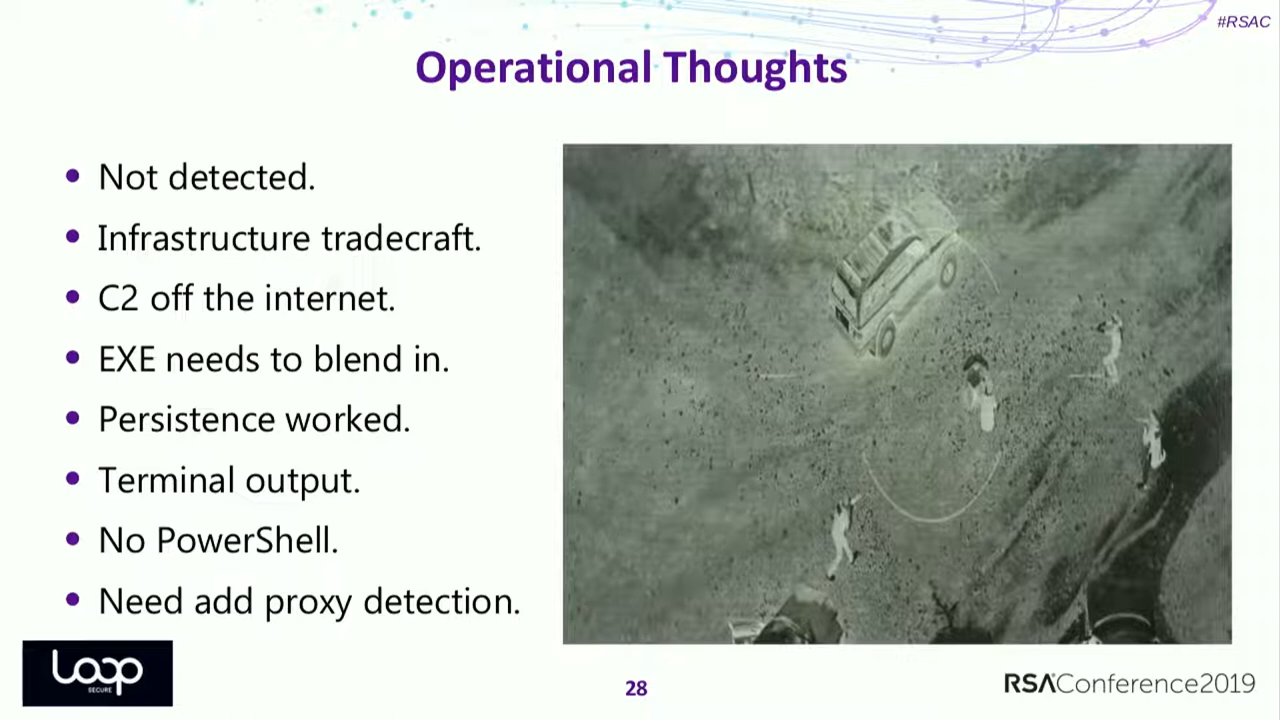 #RSAC
Operational Thoughts
• Not detected.
• Infrastructure tradecraft.
• C2 off the internet.
• EXE needs to blend in.
• Persistence worked.
• Terminal output.
• No PowerShell.
• Need add proxy detection.
Loop
SECURE
28
RSAConference2019